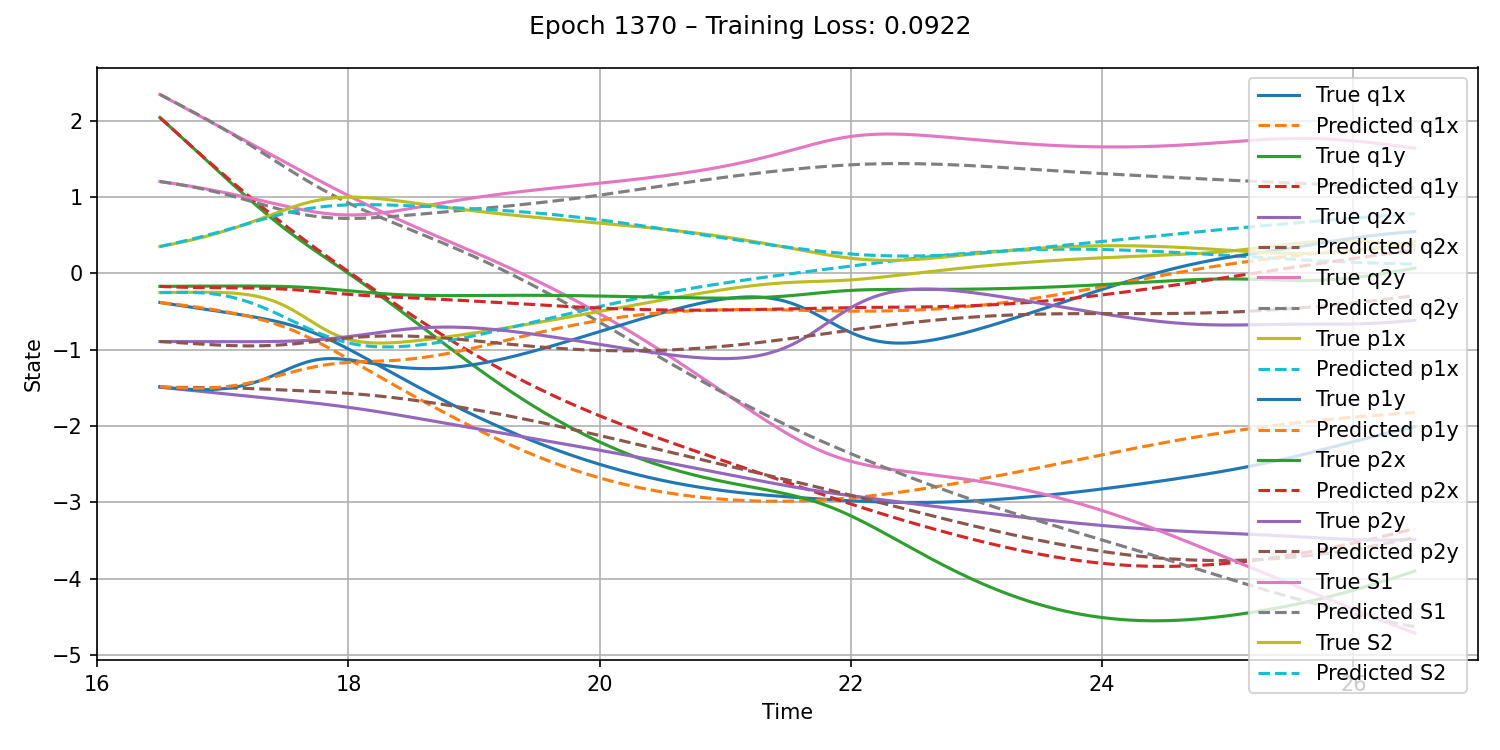 Epoch 1370 – Training Loss: 0.0922
State
2
1
0
−1
−2
−3
−4
−5
16
18
20
22
24
26
Time
True q1x
Predicted q1x
True q1y
Predicted q1y
True q2x
Predicted q2x
True q2y
Predicted q2y
True p1x
Predicted p1x
True p1y
Predicted p1y
True p2x
Predicted p2x
True p2y
Predicted p2y
True S1
Predicted S1
True S2
Predicted S2